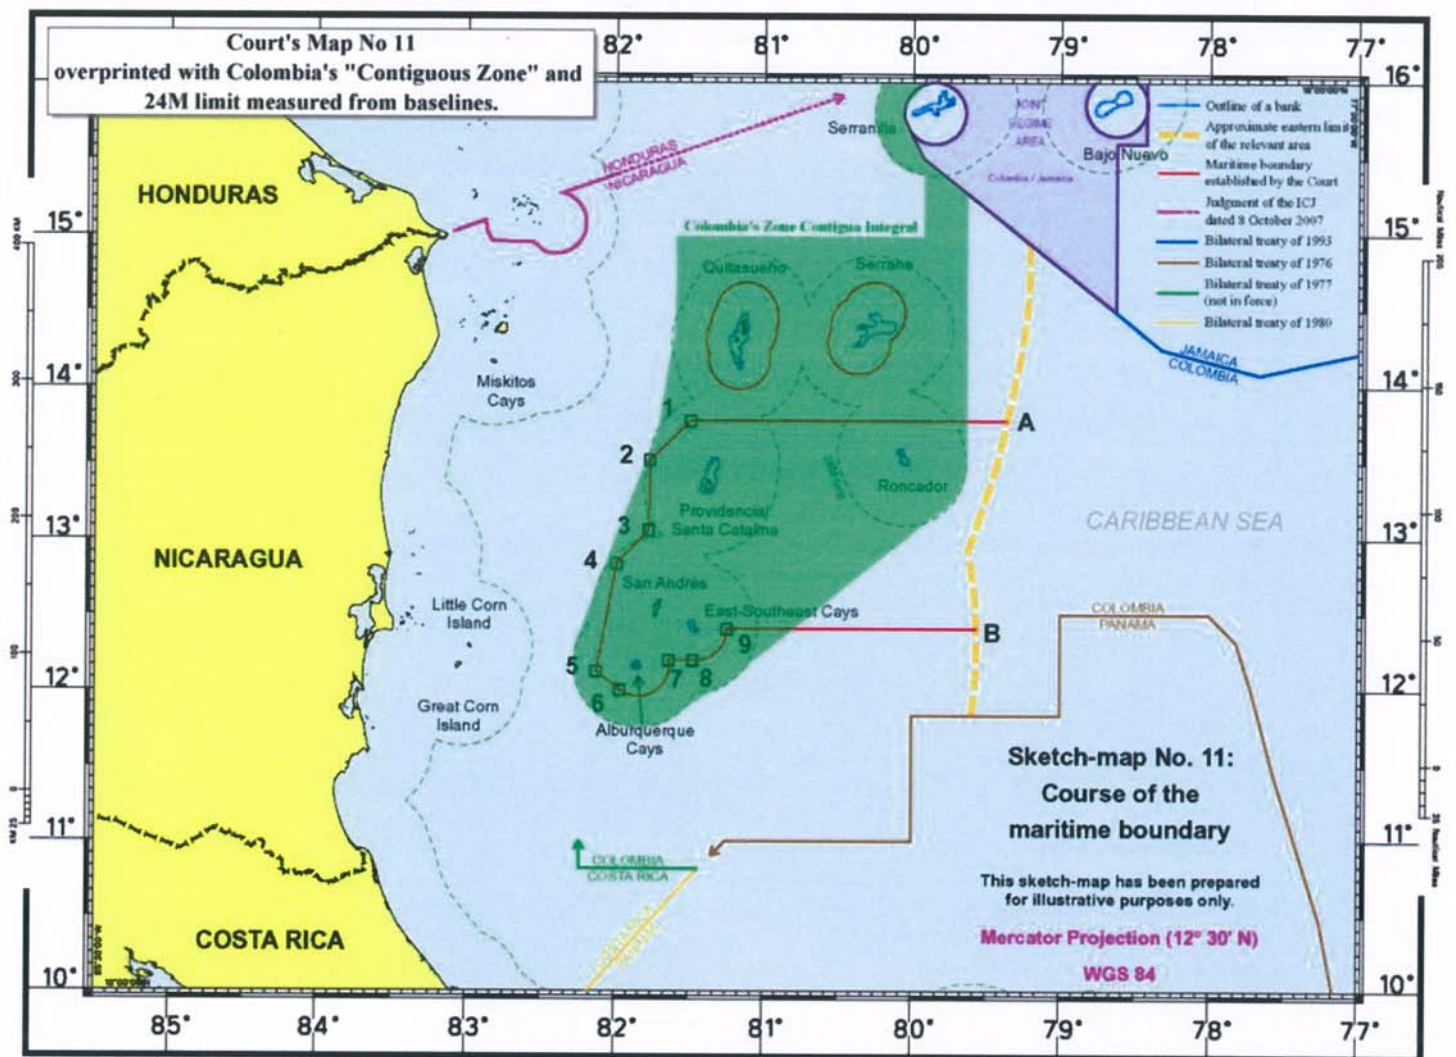 Court's Map No 11
overprinted with Colombia's "Contiguous Zone" and
24M limit measured from baselines.
82°
81°
80°
79°
78°
77°
16°
15°
14°
13°
12°
11°
10°
15°
14°
13°
12°
11°
10°
85°
84°
83°
82°
81°
80°
79°
78°
77°
Outline of a bank
Approximate eastern limit
of the relevant area
Maritime boundary
established by the Court
Judgment of the ICJ
dated 8 October 2007
Bilateral treaty of 1993
Bilateral treaty of 1976
Bilateral treaty of 1977
(not in force)
Bilateral treaty of 1980
Serranilla
JOINT
REGIME
AREA
Colombia / Jamaica
Bajo Nuevo
HONDURAS
NICARAGUA
HONDURAS
Colombia's Zone Contigua Integral
Quitasueño
Serrana
JAMAICA
COLOMBIA
Miskitos
Cays
1
A
2
Roncador
Providencia/
Santa Catalina
3
CARIBBEAN SEA
NICARAGUA
4
San Andrés
Little Corn
Island
East-Southeast Cays
COLOMBIA
PANAMA
B
9
5
7
8
6
Great Corn
Island
Alburquerque
Cays
Sketch-map No. 11:
Course of the
maritime boundary
COLOMBIA
COSTA RICA
This sketch-map has been prepared
for illustrative purposes only.
COSTA RICA
Mercator Projection (12° 30' N)
WGS 84